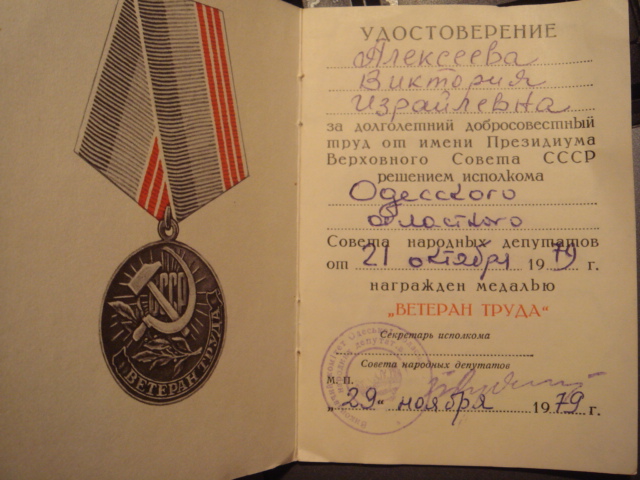 СССР
ВЕТЕРАН ТРУДА
УДОСТОВЕРЕНИЕ
Алексеева
Виктория
Израйлевна
за долголетний добросовестный
труд от имени Президиума
Верховного Совета СССР
решением исполкома
Одесского
областного
Совета народных депутатов
от 21 октября 1979 г.
награжден медалью
„ВЕТЕРАН ТРУДА“
Секретарь исполкома
Совета народных депутатов
м. п.
„29“ ноября 1979 г.